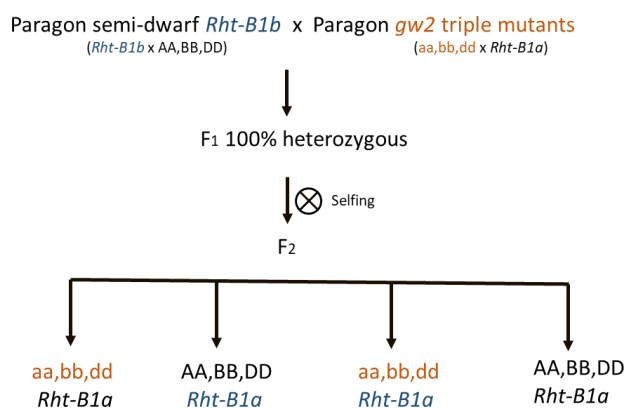 Paragon semi-dwarf Rht-B1b x Paragon gw2 triple mutants
(Rht-B1b x AA,BB,DD) (aa,bb,dd x Rht-B1a)
F1 100% heterozygous
Selfing
F2
aa,bb,dd AA,BB,DD aa,bb,dd AA,BB,DD
Rht-B1a Rht-B1a Rht-B1a Rht-B1a